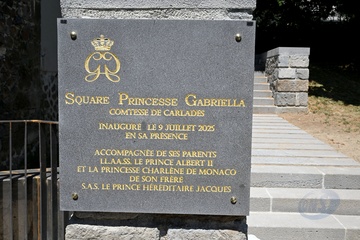 SQUARE PRINCESSE GABRIELLA
COMTESSE DE CARLADÈS
INAUGURÉ LE 9 JUILLET 2025
EN SA PRÉSENCE
ACCOMPAGNÉE DE SES PARENTS
LL.AA.SS. LE PRINCE ALBERT II
ET LA PRINCESSE CHARLÈNE DE MONACO
DE SON FRÈRE
S.A.S. LE PRINCE HÉRÉDITAIRE JACQUES